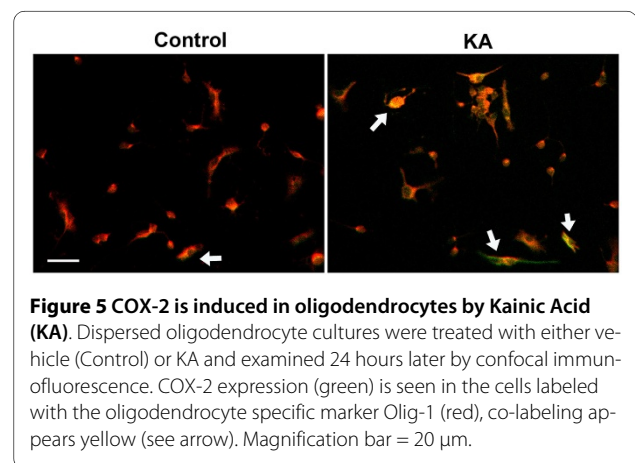 Control KA
Figure 5 COX-2 is induced in oligodendrocytes by Kainic Acid
(KA). Dispersed oligodendrocyte cultures were treated with either ve-
hicle (Control) or KA and examined 24 hours later by confocal immun-
ofluorescence. COX-2 expression (green) is seen in the cells labeled
with the oligodendrocyte specific marker Olig-1 (red), co-labeling ap-
pears yellow (see arrow). Magnification bar = 20 μm.